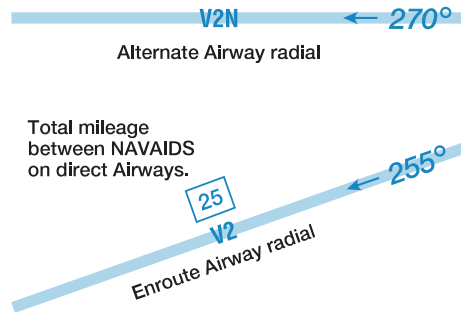 V2N ← 270°
Alternate Airway radial
Total mileage
between NAVAIDS
on direct Airways.
← 255°
25
V2
Enroute Airway radial